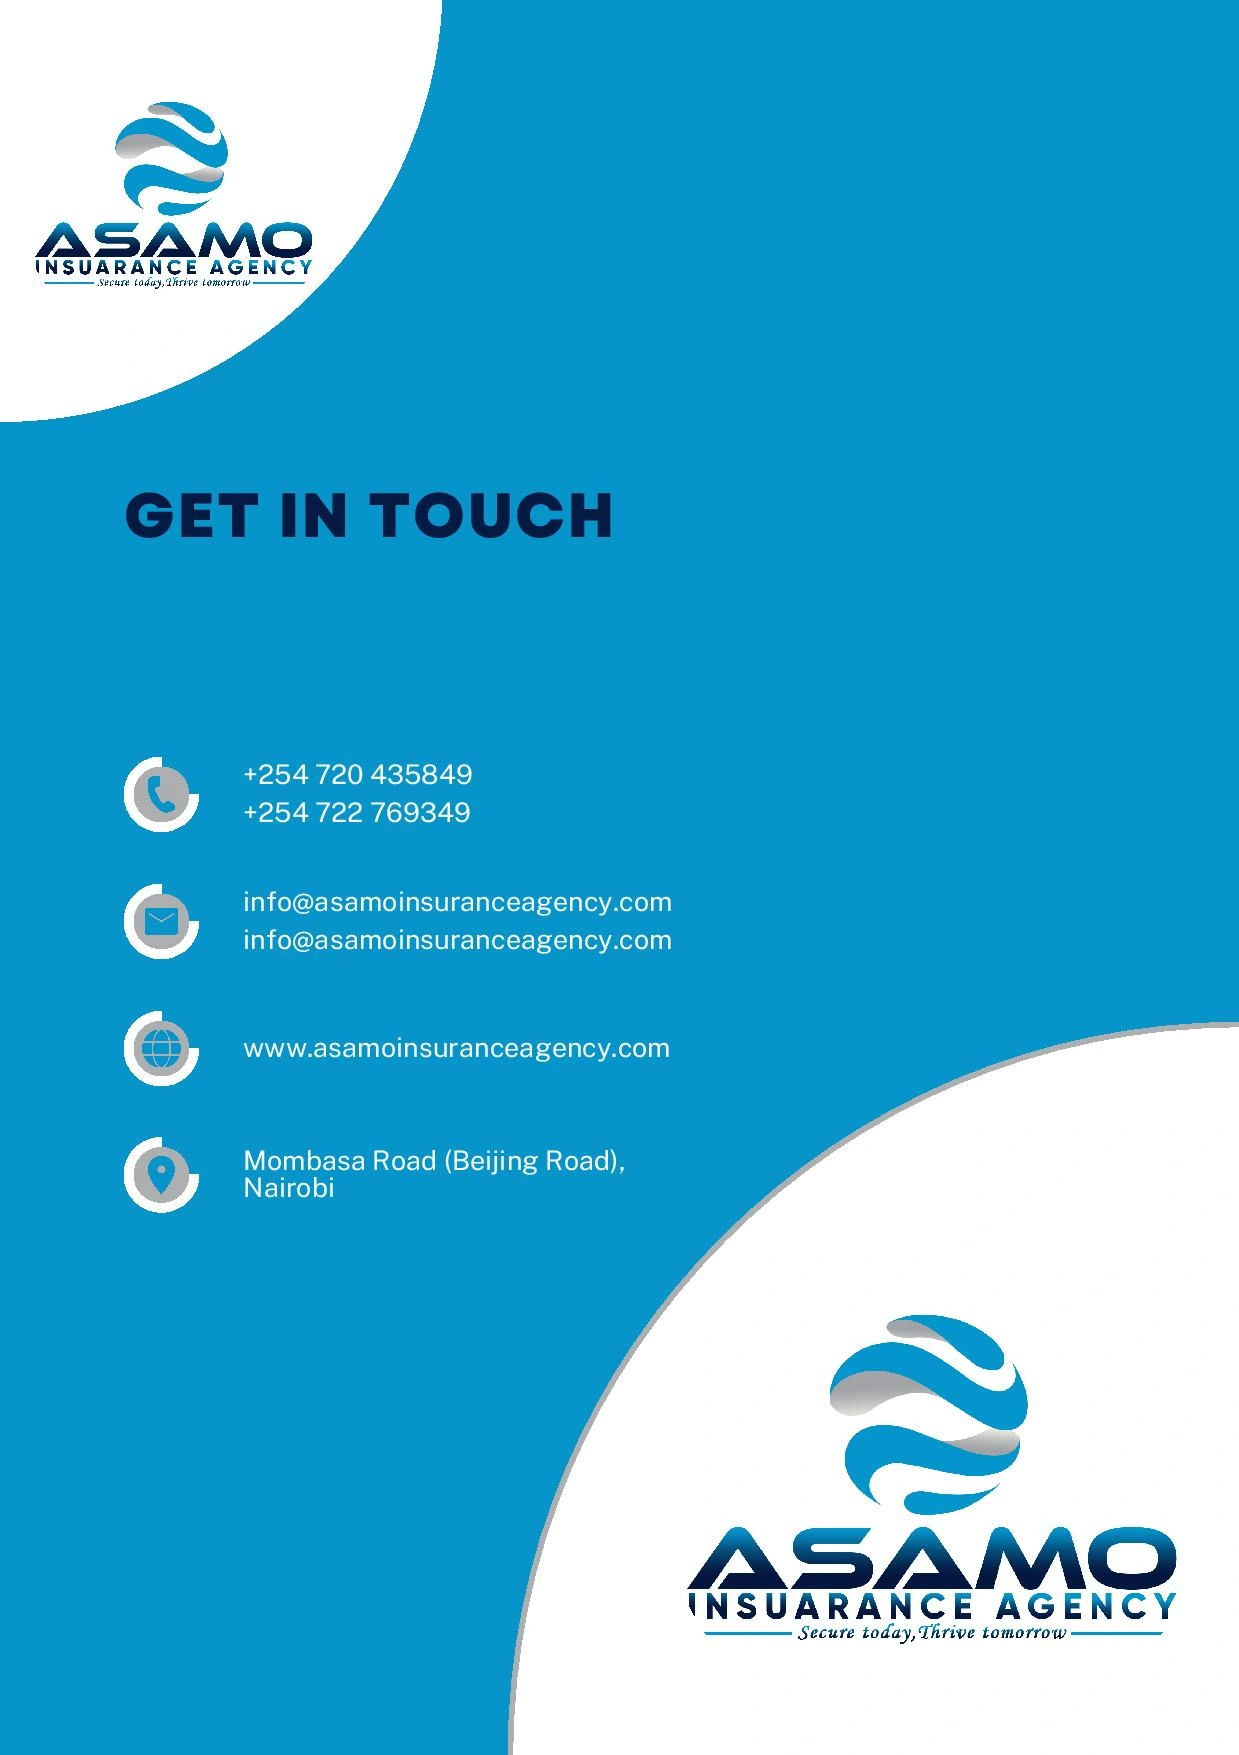 ASAMO
INSUARANCE AGENCY
Secure today,Thrive tomorrow
GET IN TOUCH
+254 720 435849
+254 722 769349
info@asamoinsuranceagency.com
info@asamoinsuranceagency.com
www.asamoinsuranceagency.com
Mombasa Road (Beijing Road),
Nairobi
ASAMO
INSUARANCE AGENCY
Secure today,Thrive tomorrow